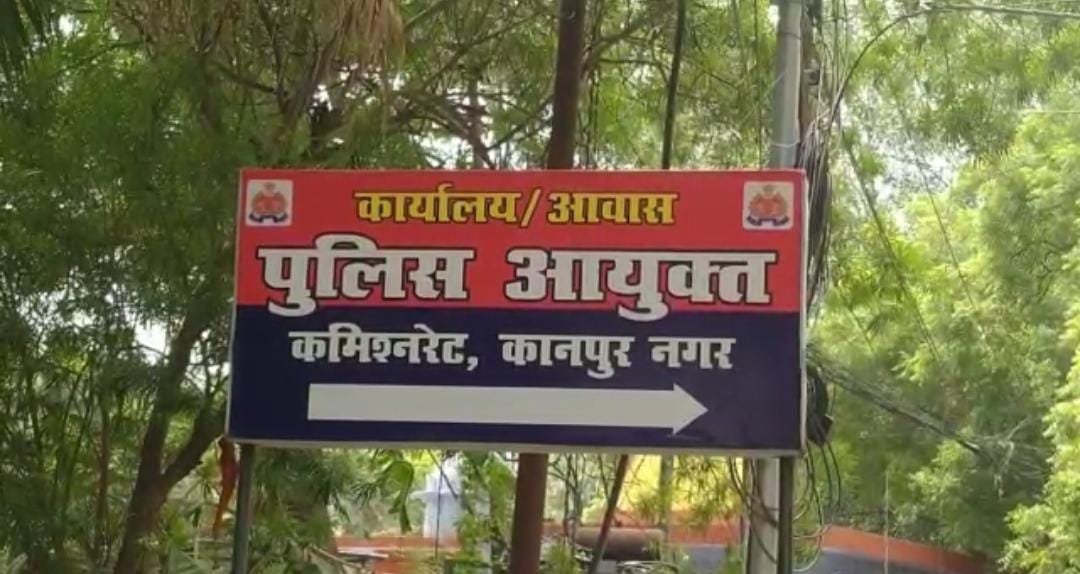 कार्यालय/आवास
पुलिस आयुक्त
कमिश्नरेट, कानपुर नगर